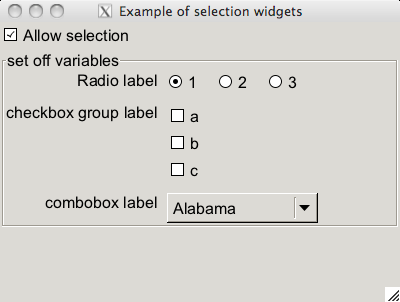 Example of selection widgets
Allow selection
set off variables
Radio label 1 2 3
checkbox group label a
b
c
combobox label Alabama